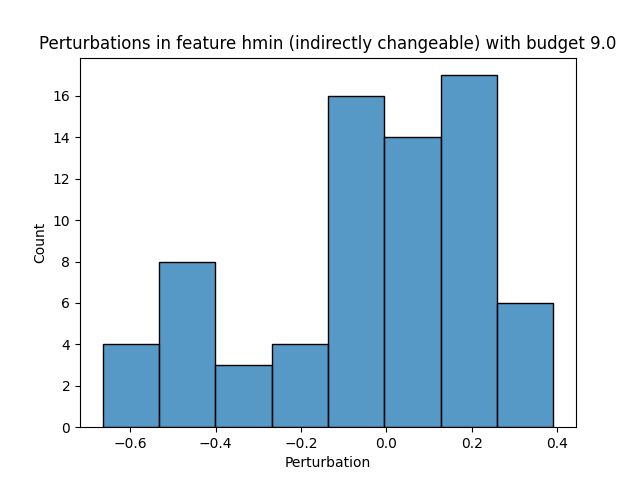 Perturbations in feature hmin (indirectly changeable) with budget 9.0
16
14
12
10
8
6
4
2
0
Count
−0.6 −0.4 −0.2 0.0 0.2 0.4
Perturbation